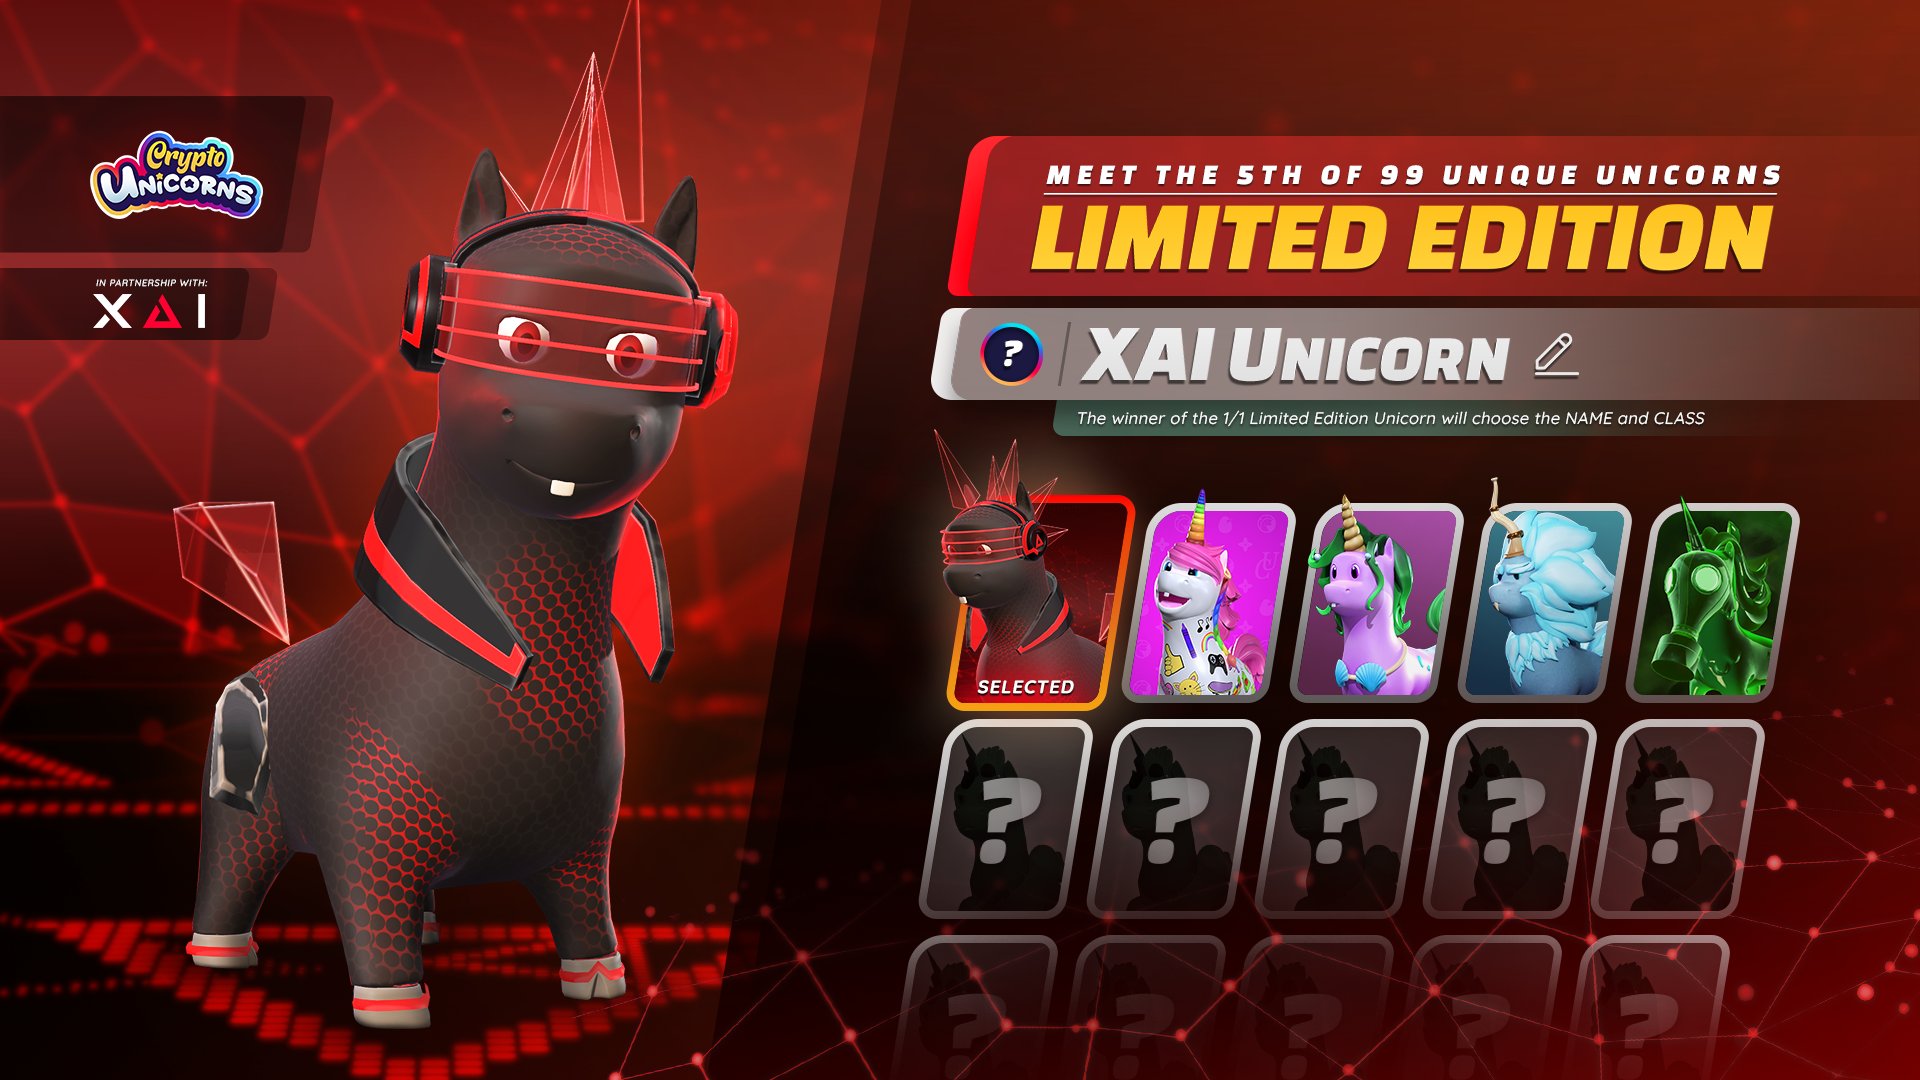 Crypto
UNICORNS
IN PARTNERSHIP WITH:
XAI
MEET THE 5TH OF 99 UNIQUE UNICORNS
LIMITED EDITION
? XAI UNICORN
The winner of the 1/1 Limited Edition Unicorn will choose the NAME and CLASS
SELECTED
? ? ? ? ?
? ? ? ? ?